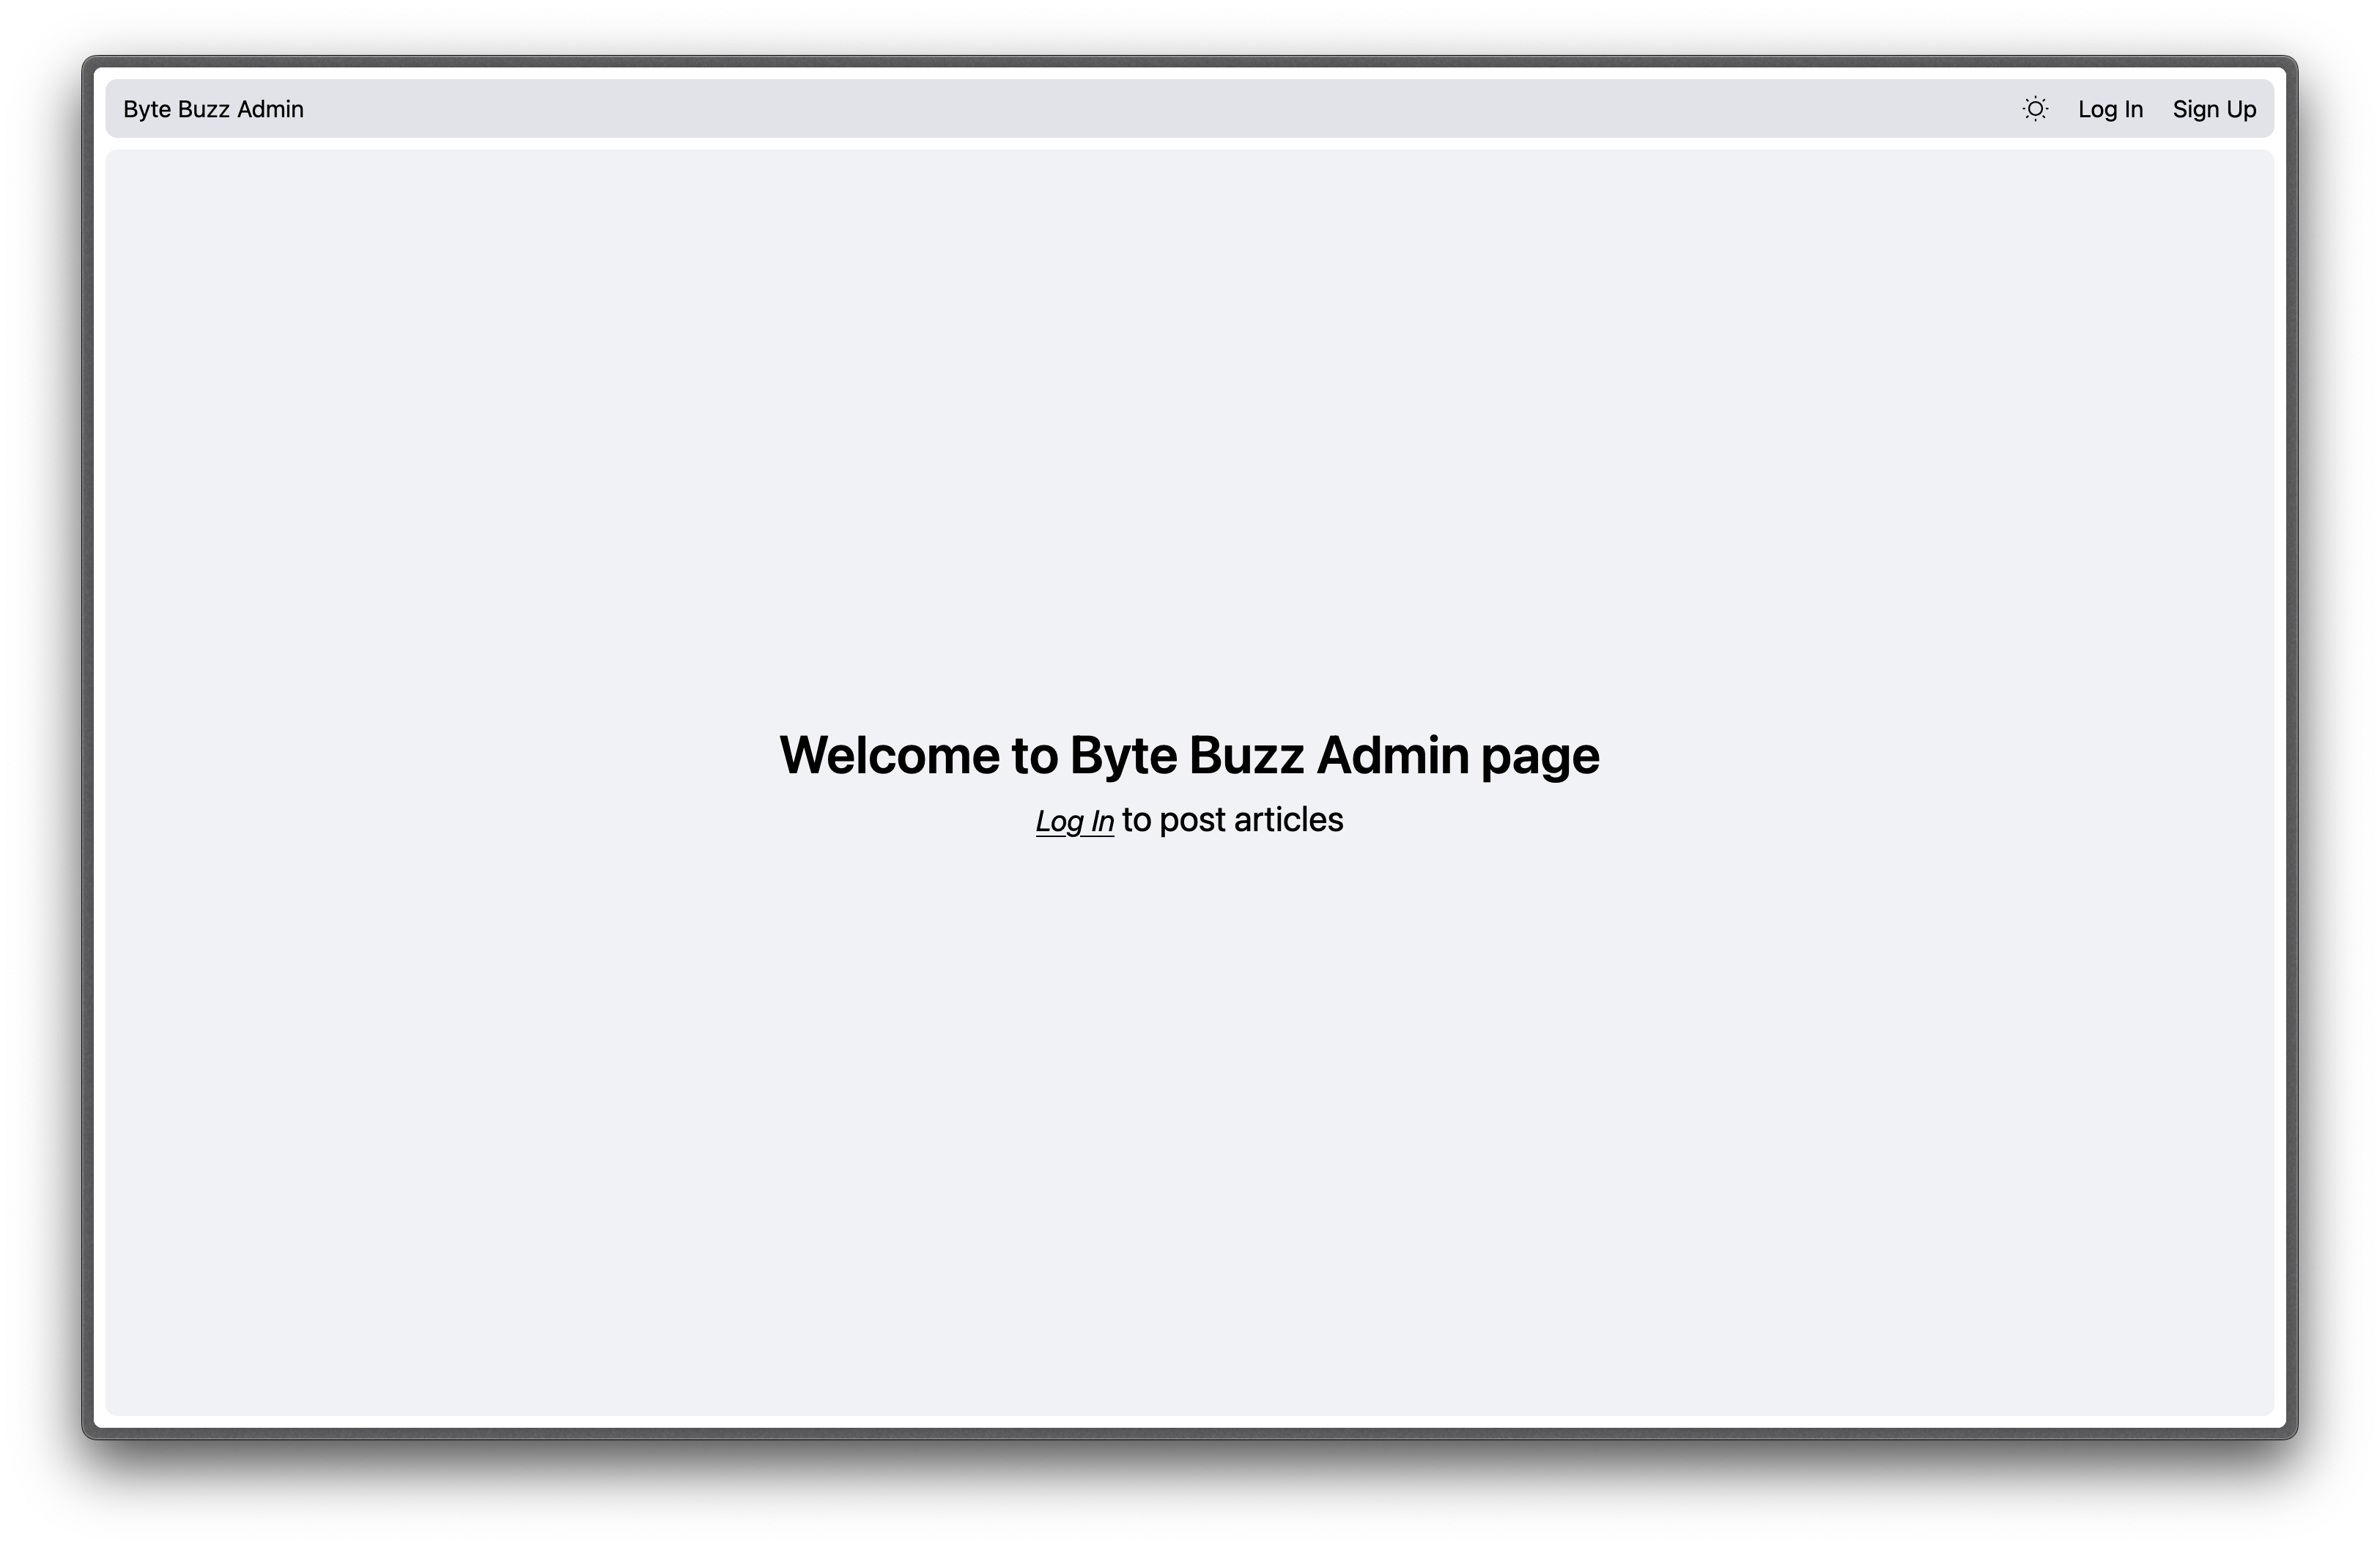 Byte Buzz Admin
Log In
Sign Up
Welcome to Byte Buzz Admin page
Log In to post articles